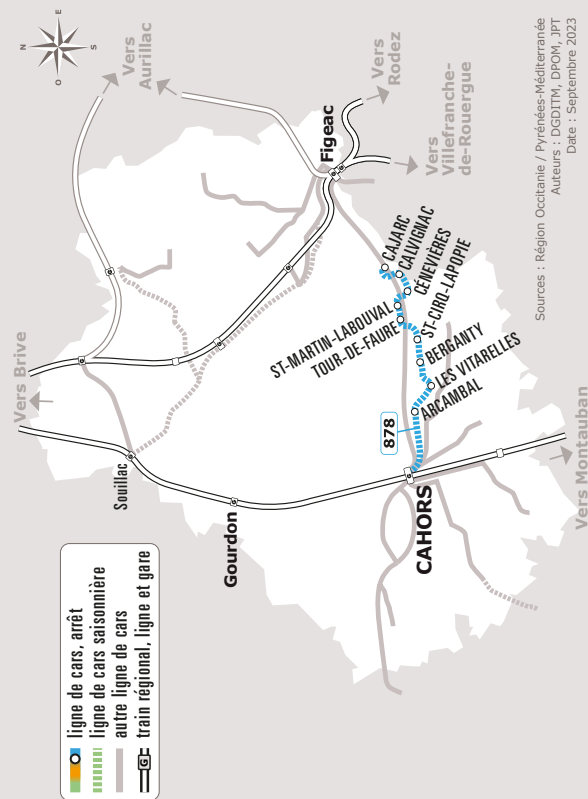 N
E
S
O
Vers Brive
Vers
Aurillac
Vers
Rodez
Vers
Villefranche-
de-Rouergue
Vers Montauban
Souillac
Gourdon
CAHORS
Figeac
878
ARCAMBAL
LES VITARELLES
BERGANTY
ST-CIRQ-LAPOPIE
TOUR-DE-FAURE
ST-MARTIN-LABOUVAL
CÉNEVIÈRES
CALVIGNAC
CAJARC
ligne de cars, arrêt
ligne de cars saisonnière
autre ligne de cars
G train régional, ligne et gare
Sources : Région Occitanie / Pyrénées-Méditerranée
Auteurs : DGDITM, DPOM, JPT
Date : Septembre 2023